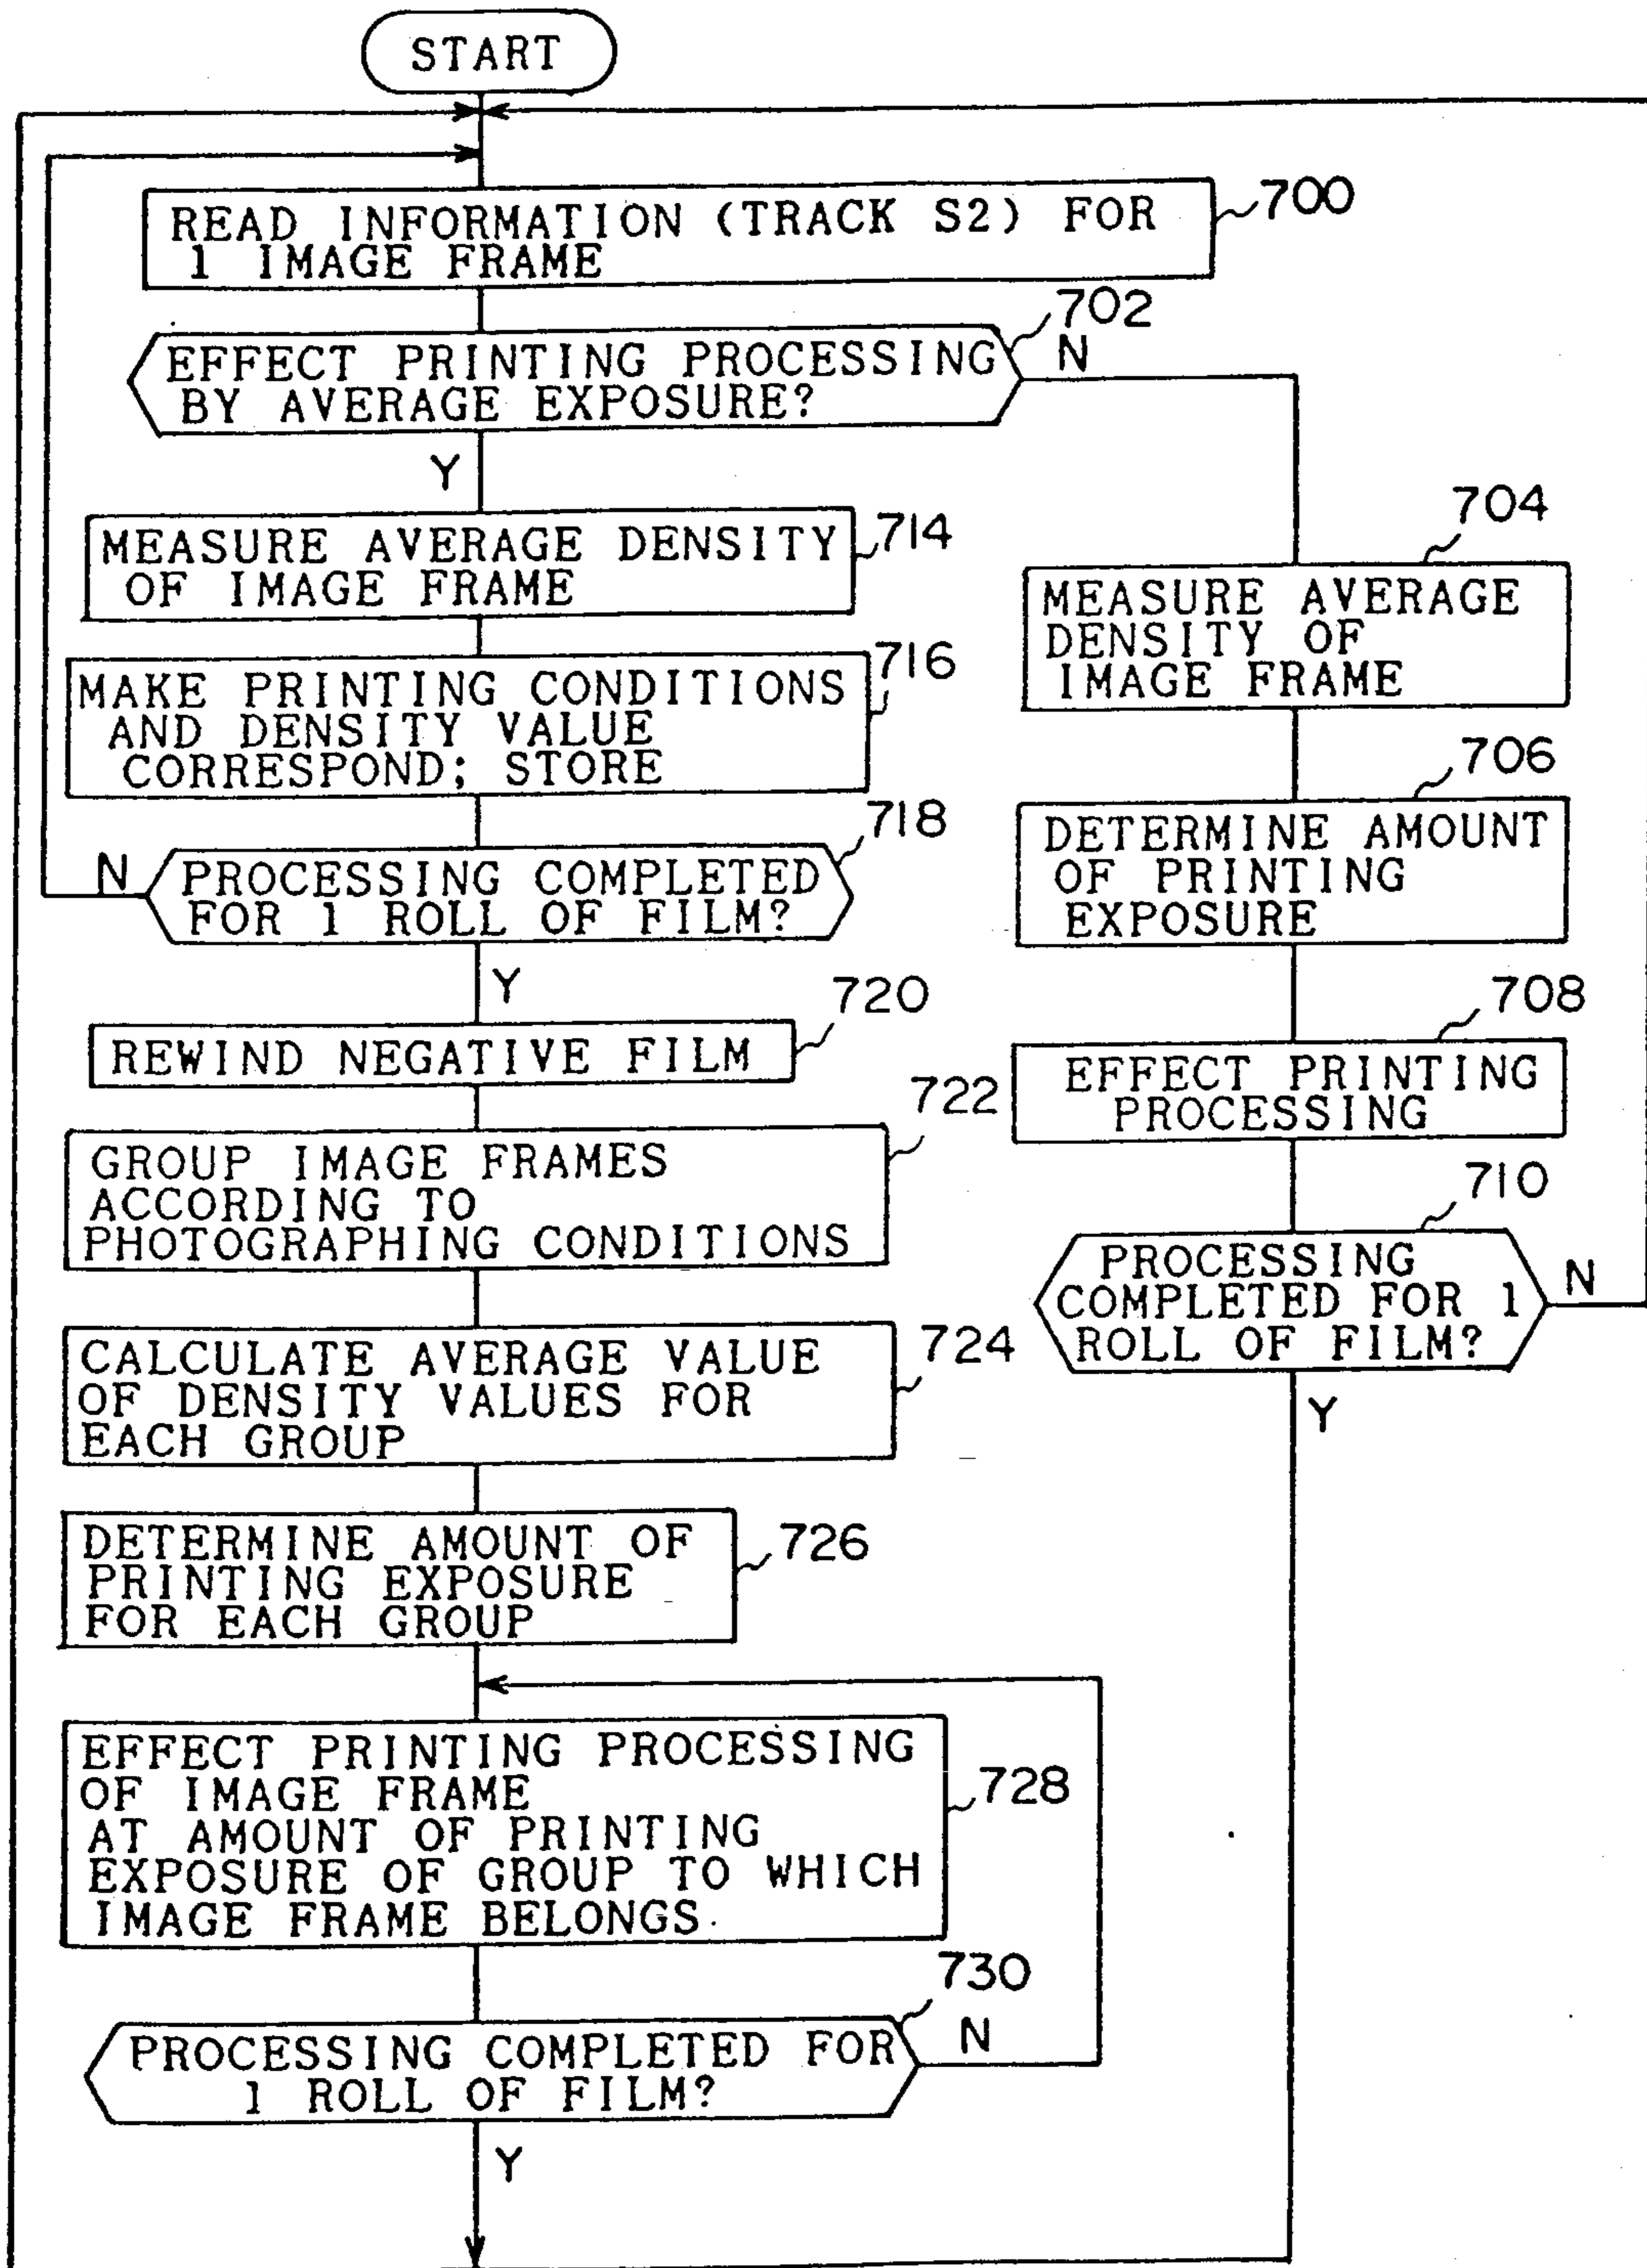 START
READ INFORMATION (TRACK S2) FOR
1 IMAGE FRAME
700
702
EFFECT PRINTING PROCESSING
BY AVERAGE EXPOSURE?
N
Y
MEASURE AVERAGE DENSITY
OF IMAGE FRAME
714
MAKE PRINTING CONDITIONS
AND DENSITY VALUE
CORRESPOND; STORE
716
718
N
PROCESSING COMPLETED
FOR 1 ROLL OF FILM?
Y
720
REWIND NEGATIVE FILM
722
GROUP IMAGE FRAMES
ACCORDING TO
PHOTOGRAPHING CONDITIONS
CALCULATE AVERAGE VALUE
OF DENSITY VALUES FOR
EACH GROUP
724
DETERMINE AMOUNT OF
PRINTING EXPOSURE
FOR EACH GROUP
726
EFFECT PRINTING PROCESSING
OF IMAGE FRAME
AT AMOUNT OF PRINTING
EXPOSURE OF GROUP TO WHICH
IMAGE FRAME BELONGS
728
730
PROCESSING COMPLETED FOR
1 ROLL OF FILM?
N
Y
704
MEASURE AVERAGE
DENSITY OF
IMAGE FRAME
706
DETERMINE AMOUNT
OF PRINTING
EXPOSURE
708
EFFECT PRINTING
PROCESSING
710
PROCESSING
COMPLETED FOR 1
ROLL OF FILM?
N
Y